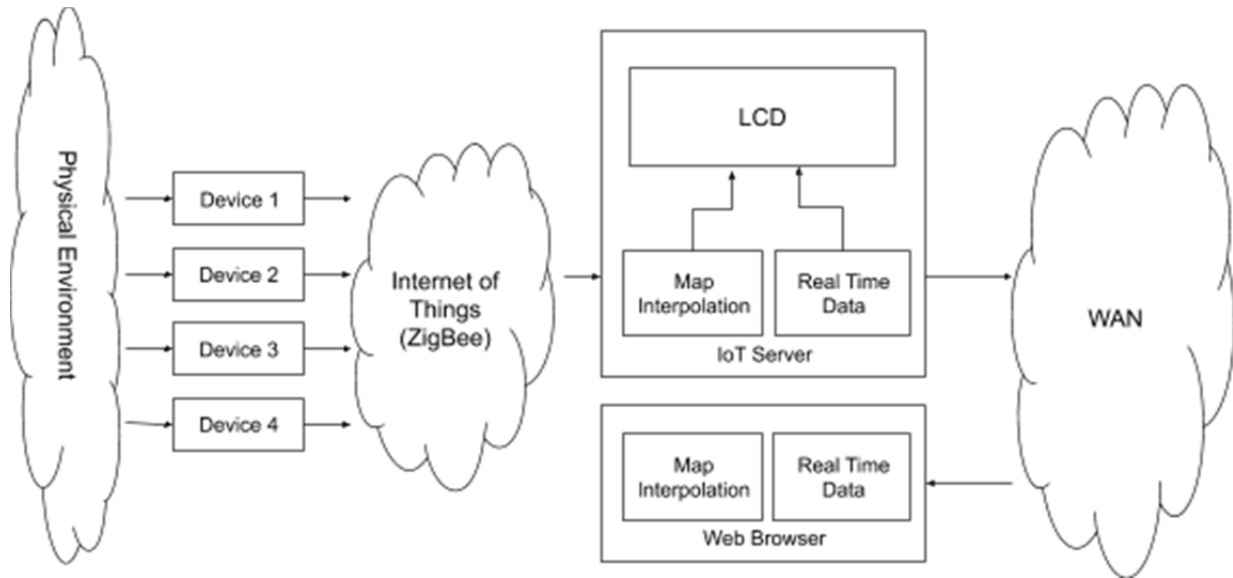 Physical Environment
Device 1
Device 2
Device 3
Device 4
Internet of
Things
(ZigBee)
LCD
Map
Interpolation
Real Time
Data
IoT Server
Map
Interpolation
Real Time
Data
Web Browser
WAN